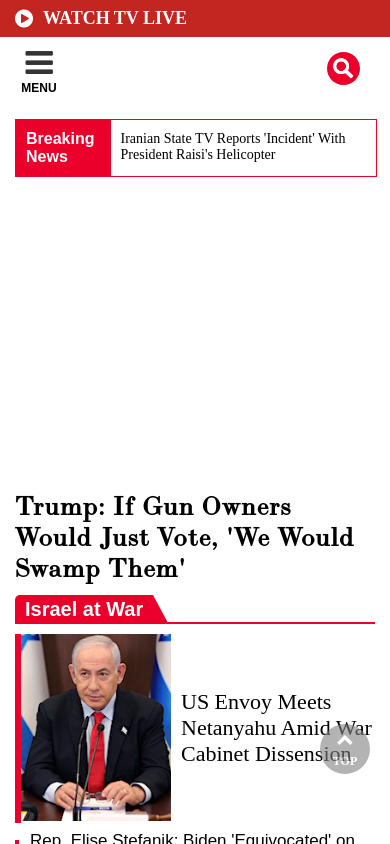 WATCH TV LIVE
MENU
Breaking
News
Iranian State TV Reports 'Incident' With
President Raisi's Helicopter
Trump: If Gun Owners
Would Just Vote, 'We Would
Swamp Them'
Israel at War
US Envoy Meets
Netanyahu Amid War
Cabinet Dissension
TOP
Rep. Elise Stefanik: Biden 'Equivocated' on